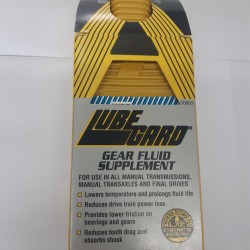 LUBE
GARD®
GEAR FLUID
SUPPLEMENT
FOR USE IN ALL MANUAL TRANSMISSIONS,
MANUAL TRANSAXLES AND FINAL DRIVES
Lowers temperature and prolongs fluid life
Reduces drive train power loss
Provides lower friction on
bearings and gears
Reduces tooth drag and
absorbs shock